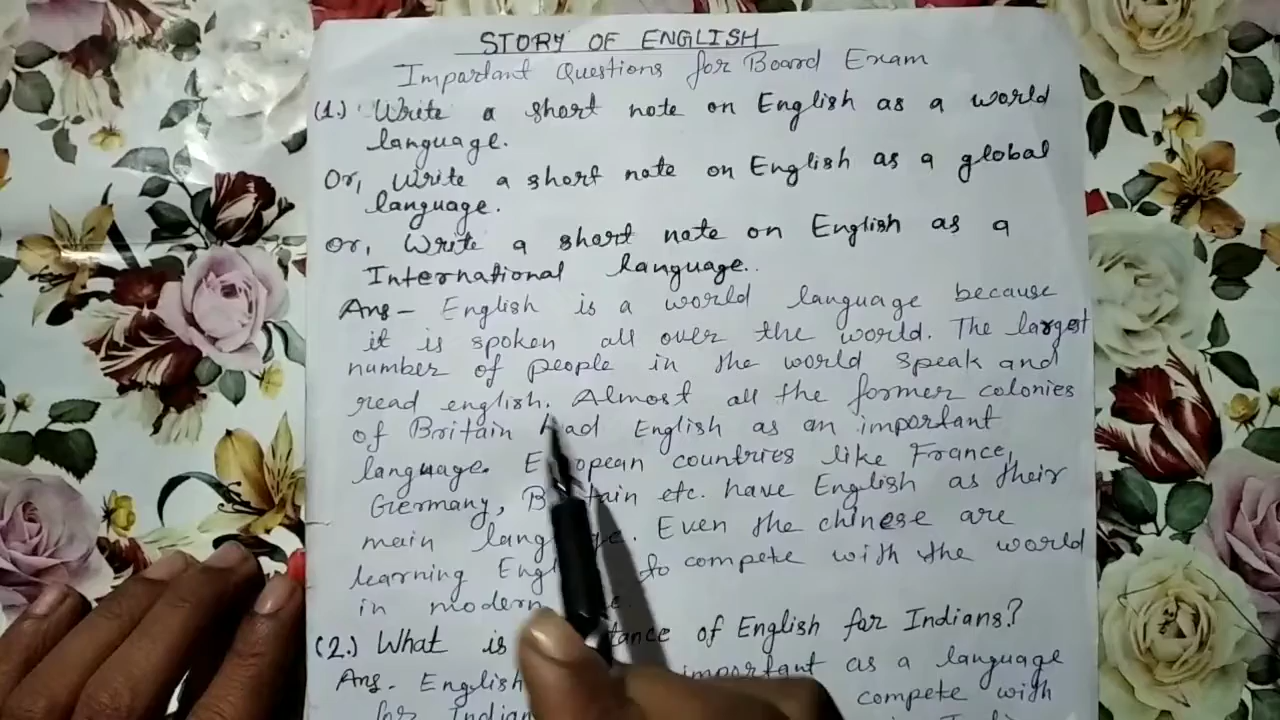 STORY OF ENGLISH
Important Questions for Board Exam
(1.) Write a short note on English as a world
language.
Or, Write a short note on English as a global
language.
Or, Write a short note on English as a
International language..
Ans - English is a world language because
it is spoken all over the world. The largest
number of people in the world speak and
read english. Almost all the former colonies
of Britain had English as an important
language. European countries like France,
Germany, Britain etc. have English as their
main language. Even the chinese are
learning English to compete with the world
in modern
(2.) What is of English for Indians?
Ans. English important as a language
for Indian compete with